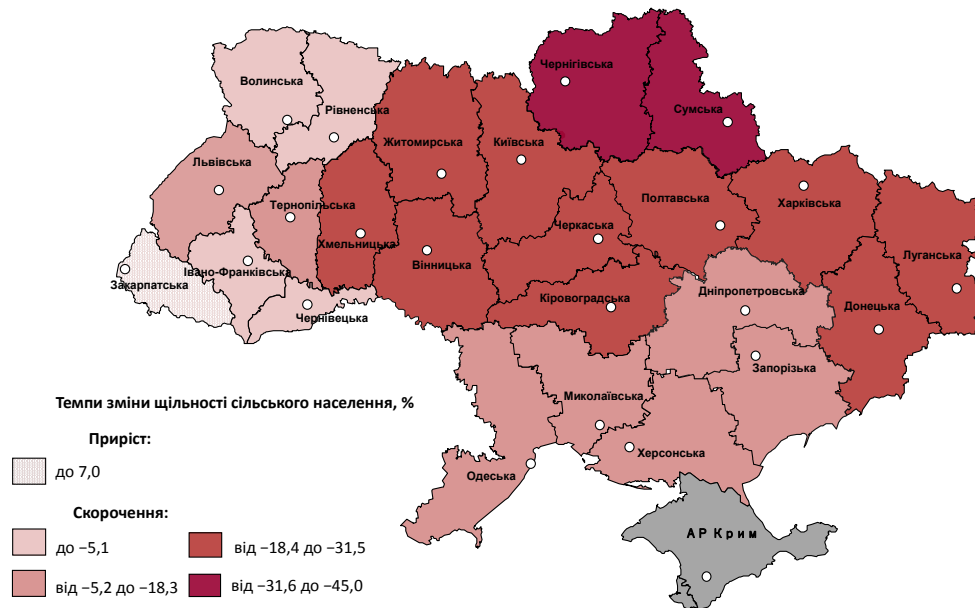 Чернігівська
Волинська
Сумська
Рівненська
Житомирська
Київська
Львівська
Тернопільська
Полтавська
Харківська
Черкаська
Хмельницька
Вінницька
Луганська
Івано-Франківська
Закарпатська
Дніпропетровська
Кіровоградська
Донецька
Чернівецька
Запорізька
Миколаївська
Херсонська
Одеська
АР Крим
Темпи зміни щільності сільського населення, %
Приріст:
до 7,0
Скорочення:
до −5,1
від −18,4 до −31,5
від −5,2 до −18,3
від −31,6 до −45,0